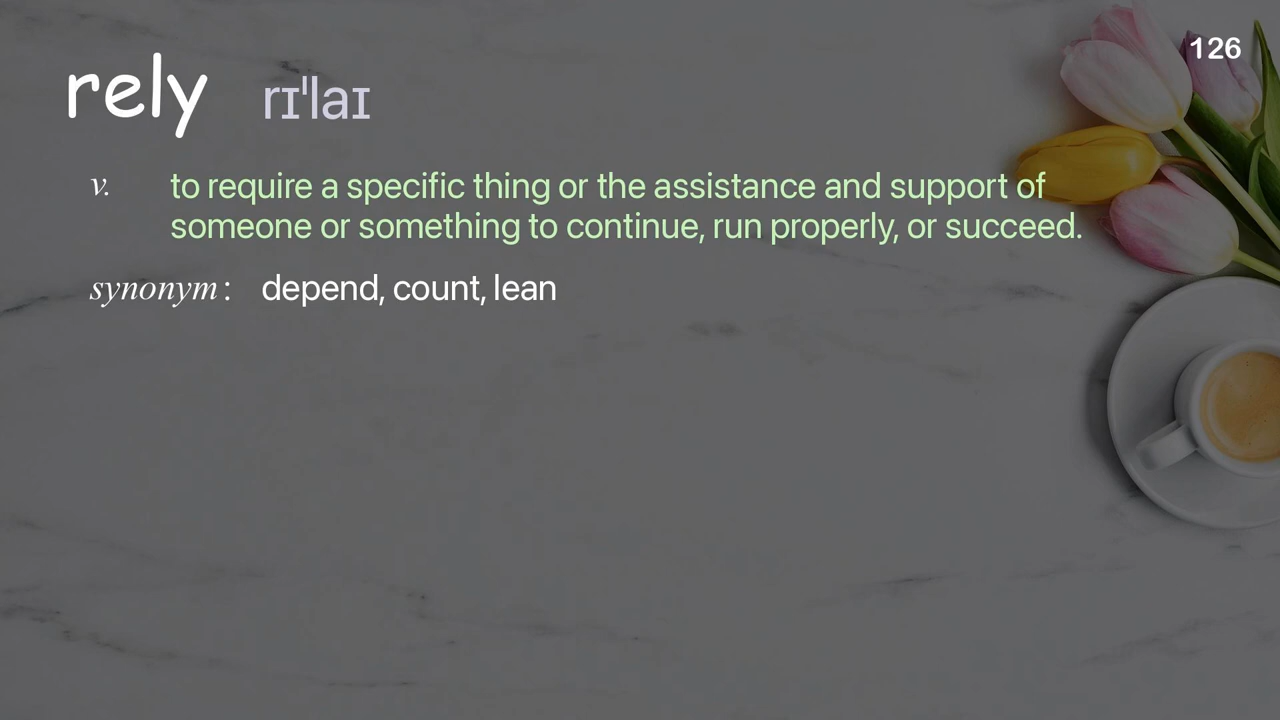 126
rely rɪˈlaɪ
v. to require a specific thing or the assistance and support of
someone or something to continue, run properly, or succeed.
synonym : depend, count, lean